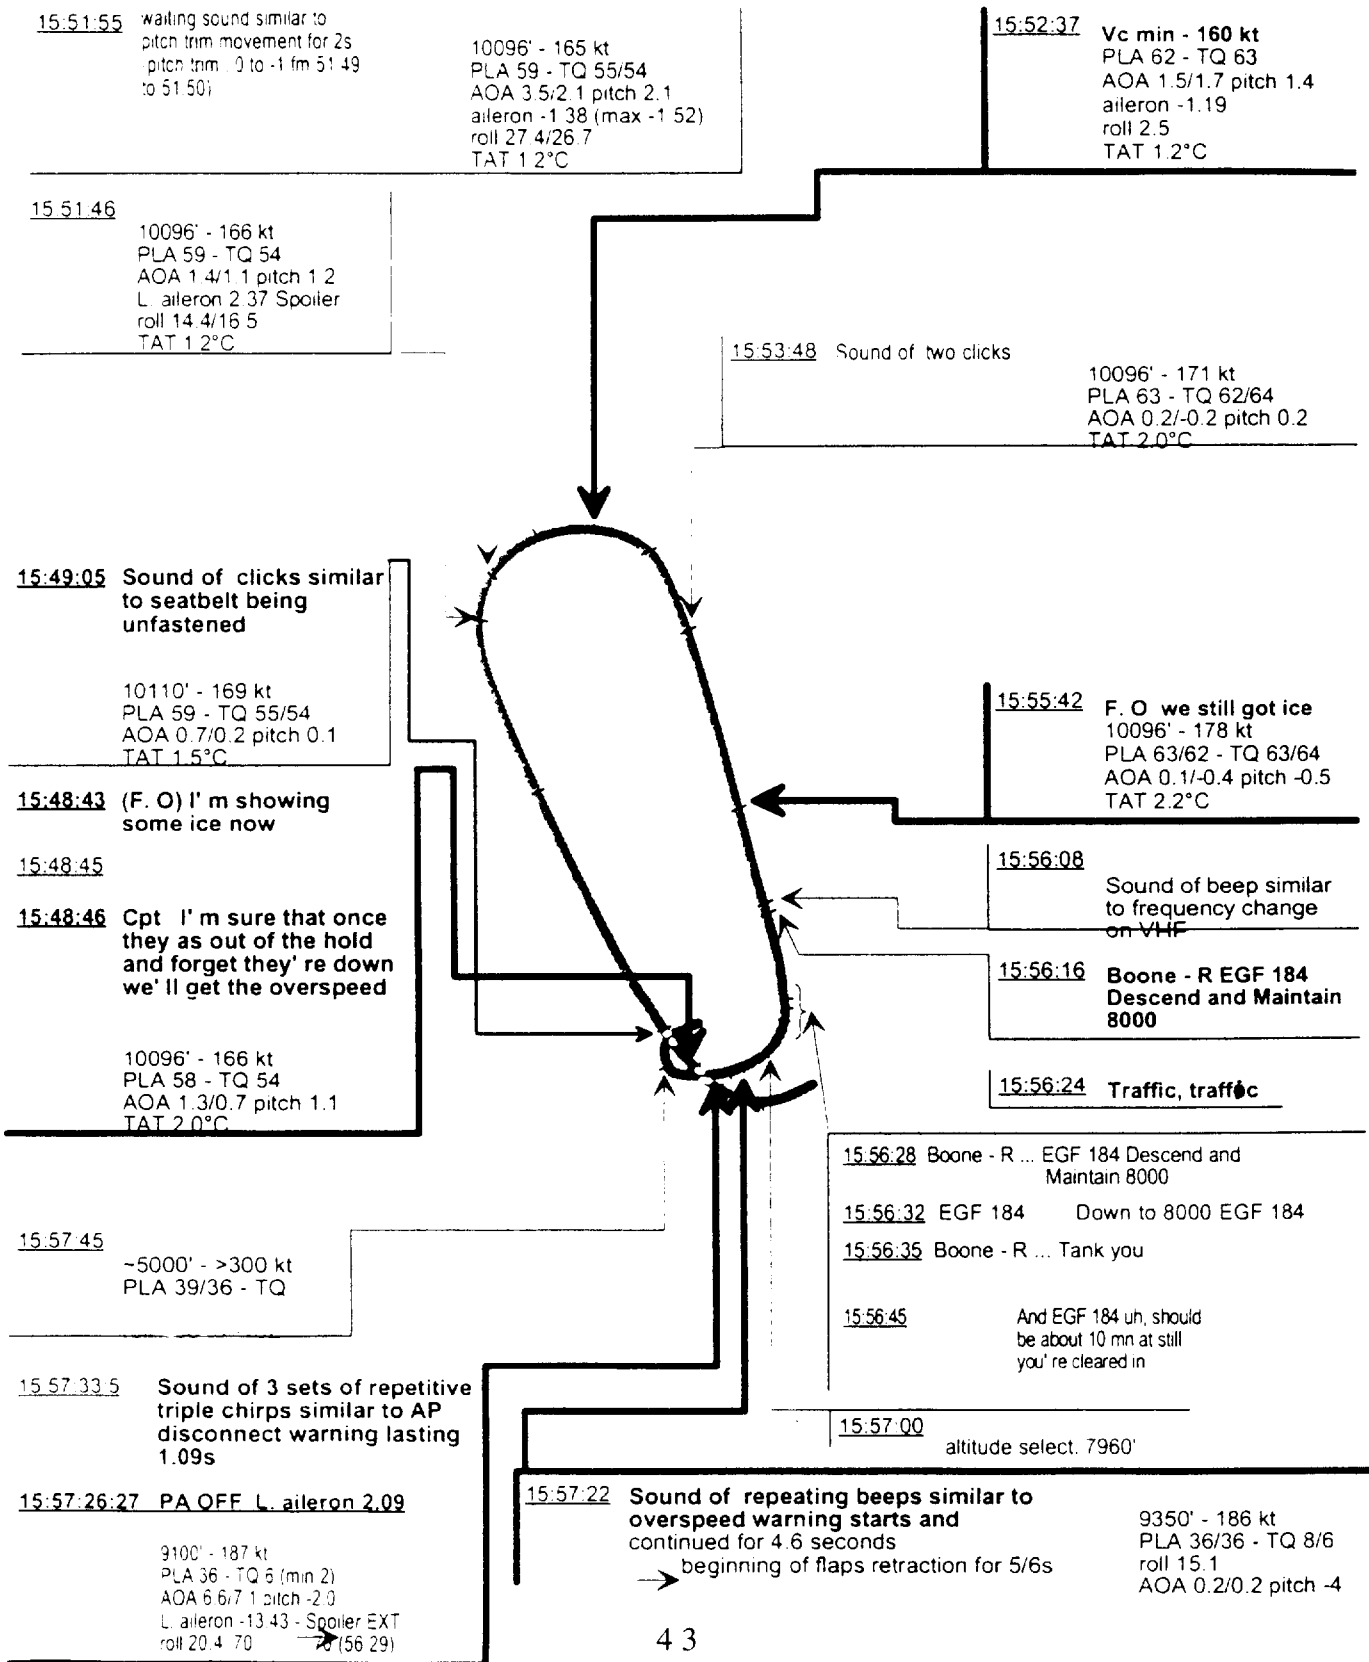 15:51:55 wailing sound similar to
pitch trim movement for 2s
pitch trim . 0 to -1 fm 51 49
to 51.50)
10096' - 165 kt
PLA 59 - TQ 55/54
AOA 3.5/2.1 pitch 2.1
aileron -1 38 (max -1 52)
roll 27.4/26.7
TAT 1 2°C
15:52:37 Vc min - 160 kt
PLA 62 - TQ 63
AOA 1.5/1.7 pitch 1.4
aileron -1.19
roll 2.5
TAT 1.2°C
15.51:46
10096' - 166 kt
PLA 59 - TQ 54
AOA 1.4/1.1 pitch 1 2
L. aileron 2.37 Spoiler
roll 14.4/16 5
TAT 1 2°C
15:53:48 Sound of two clicks
10096' - 171 kt
PLA 63 - TQ 62/64
AOA 0.2/-0.2 pitch 0.2
TAT 2.0°C
15:49:05 Sound of clicks similar
to seatbelt being
unfastened
10110' - 169 kt
PLA 59 - TQ 55/54
AOA 0.7/0.2 pitch 0.1
TAT 1.5°C
15:48:43 (F. O) I' m showing
some ice now
15:48:45
15:48:46 Cpt I' m sure that once
they as out of the hold
and forget they' re down
we' ll get the overspeed
10096' - 166 kt
PLA 58 - TQ 54
AOA 1.3/0.7 pitch 1.1
TAT 2.0°C
15:55:42 F. O we still got ice
10096' - 178 kt
PLA 63/62 - TQ 63/64
AOA 0.1/-0.4 pitch -0.5
TAT 2.2°C
15:56:08
Sound of beep similar
to frequency change
on VHF
15:56:16 Boone - R EGF 184
Descend and Maintain
8000
15:56:24 Traffic, traffic
15:56:28 Boone - R ... EGF 184 Descend and
Maintain 8000
15:56:32 EGF 184 Down to 8000 EGF 184
15:56:35 Boone - R ... Tank you
15:56:45 And EGF 184 uh, should
be about 10 mn at still
you' re cleared in
15:57:00
altitude select. 7960'
15:57:45
~5000' - >300 kt
PLA 39/36 - TQ
15 57:33.5 Sound of 3 sets of repetitive
triple chirps similar to AP
disconnect warning lasting
1.09s
15:57:26:27 PA OFF L. aileron 2.09
9100' - 187 kt
PLA 36 - TQ 6 (min 2)
AOA 6 6/7 1 pitch -2.0
L. aileron -13.43 - Spoiler EXT
roll 20.4 70 (56 29)
15:57:22 Sound of repeating beeps similar to
overspeed warning starts and
continued for 4.6 seconds
beginning of flaps retraction for 5/6s
9350' - 186 kt
PLA 36/36 - TQ 8/6
roll 15.1
AOA 0.2/0.2 pitch -4
43